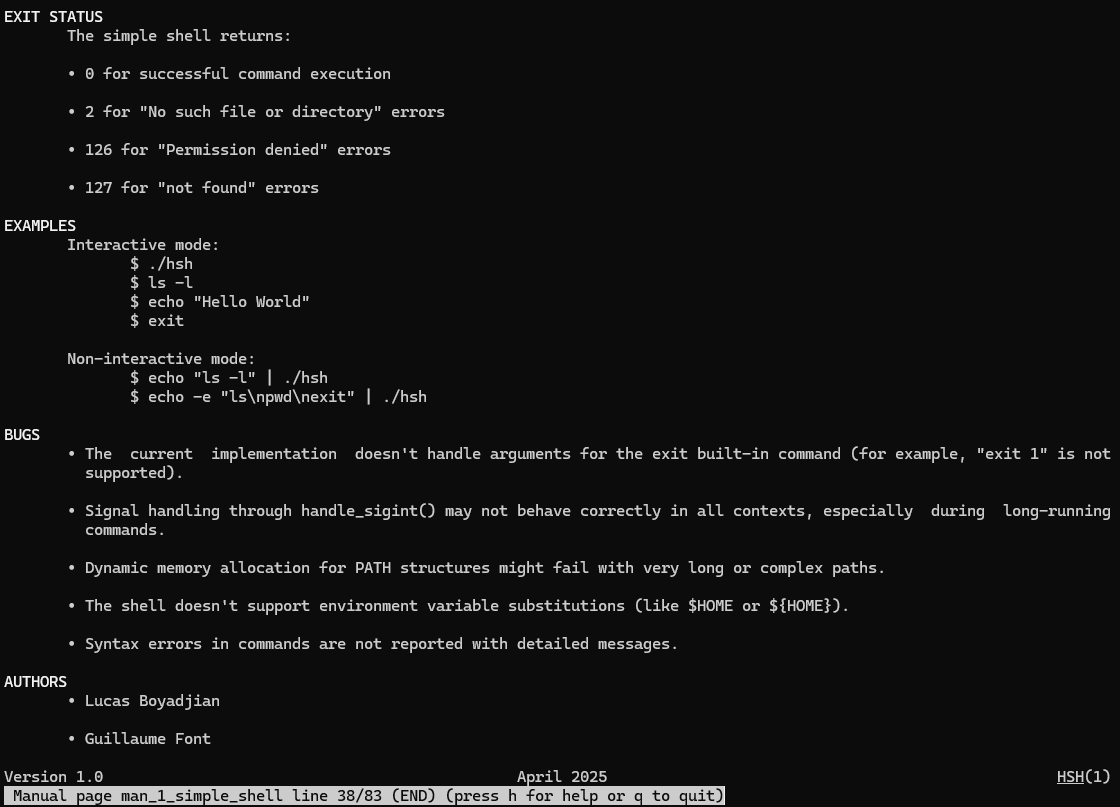 EXIT STATUS
The simple shell returns:
• 0 for successful command execution
• 2 for "No such file or directory" errors
• 126 for "Permission denied" errors
• 127 for "not found" errors
EXAMPLES
Interactive mode:
$ ./hsh
$ ls -l
$ echo "Hello World"
$ exit
Non-interactive mode:
$ echo "ls -l" | ./hsh
$ echo -e "ls\npwd\nexit" | ./hsh
BUGS
• The  current  implementation  doesn't handle arguments for the exit built-in command (for example, "exit 1" is not
supported).
• Signal handling through handle_sigint() may not behave correctly in all contexts, especially  during  long-running
commands.
• Dynamic memory allocation for PATH structures might fail with very long or complex paths.
• The shell doesn't support environment variable substitutions (like $HOME or ${HOME}).
• Syntax errors in commands are not reported with detailed messages.
AUTHORS
• Lucas Boyadjian
• Guillaume Font
Version 1.0 April 2025 HSH(1)
Manual page man_1_simple_shell line 38/83 (END) (press h for help or q to quit)